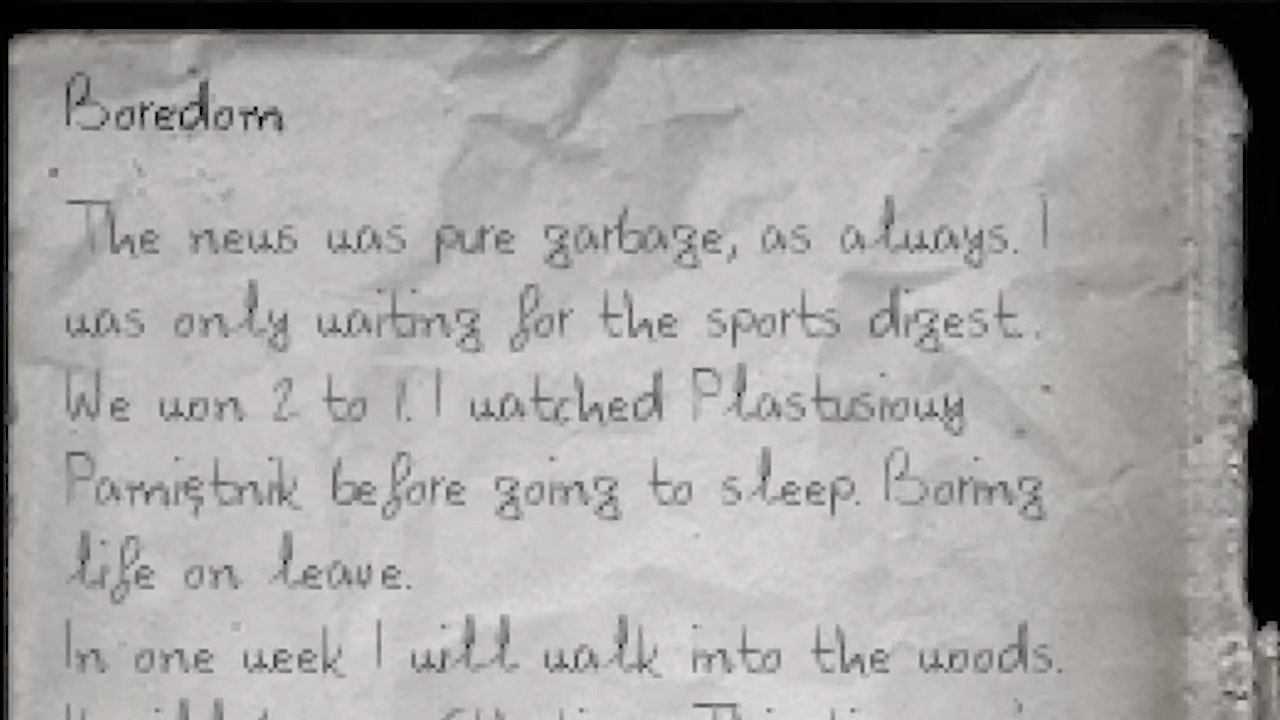 Boredom
The news was pure garbage, as always. I
was only waiting for the sports digest.
We won 2 to 1. I watched Plastusiowy
Pamiętnik before going to sleep. Boring
life on leave.
In one week I will walk into the woods.